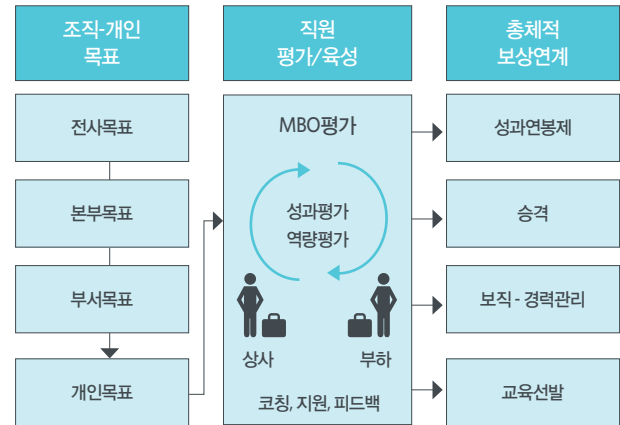 조직-개인
목표
전사목표
본부목표
부서목표
개인목표
직원
평가/육성
MBO평가
성과평가
역량평가
상사
부하
코칭, 지원, 피드백
총체적
보상연계
성과연봉제
승격
보직 - 경력관리
교육선발